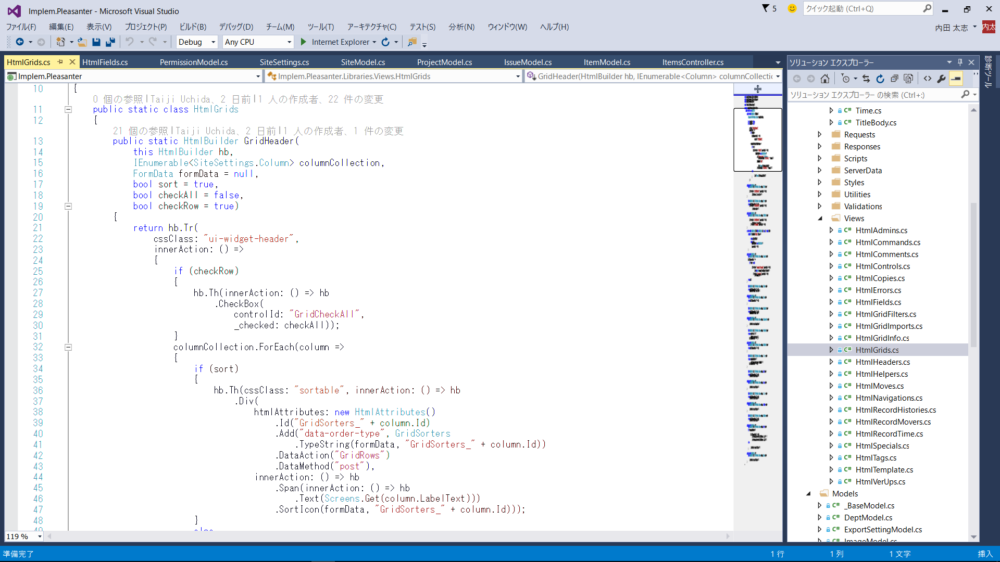 Implem.Pleasanter - Microsoft Visual Studio
5
クイック起動 (Ctrl+Q)
ファイル(F) 編集(E) 表示(V) プロジェクト(P) ビルド(B) デバッグ(D) チーム(M) ツール(T) アーキテクチャ(C) テスト(S) 分析(N) ウィンドウ(W) ヘルプ(H)
内田 太志
内太
Debug Any CPU Internet Explorer
HtmlGrids.cs HtmlFields.cs PermissionModel.cs SiteSettings.cs SiteModel.cs ProjectModel.cs IssueModel.cs ItemModel.cs ItemsController.cs
Implem.Pleasanter Implem.Pleasanter.Libraries.Views.HtmlGrids GridHeader(HtmlBuilder hb, IEnumerable<Column> columnCollectic
10 {
0 個の参照|Taiji Uchida、2 日前|1 人の作成者、22 件の変更
11 public static class HtmlGrids
12 {
21 個の参照|Taiji Uchida、2 日前|1 人の作成者、1 件の変更
13 public static HtmlBuilder GridHeader(
14 this HtmlBuilder hb,
15 IEnumerable<SiteSettings.Column> columnCollection,
16 FormData formData = null,
17 bool sort = true,
18 bool checkAll = false,
19 bool checkRow = true)
20 {
21 return hb.Tr(
22 cssClass: "ui-widget-header",
23 innerAction: () =>
24 {
25 if (checkRow)
26 {
27 hb.Th(innerAction: () => hb
28 .CheckBox(
29 controlId: "GridCheckAll",
30 _checked: checkAll));
31 }
32 columnCollection.ForEach(column =>
33 {
34 if (sort)
35 {
36 hb.Th(cssClass: "sortable", innerAction: () => hb
37 .Div(
38 htmlAttributes: new HtmlAttributes()
39 .Id("GridSorters_" + column.Id)
40 .Add("data-order-type", GridSorters
41 .TypeString(formData, "GridSorters_" + column.Id))
42 .DataAction("GridRows")
43 .DataMethod("post"),
44 innerAction: () => hb
45 .Span(innerAction: () => hb
46 .Text(Screens.Get(column.LabelText)))
47 .SortIcon(formData, "GridSorters_" + column.Id)));
48 }
49 else
119 %
ソリューション エクスプローラー
ソリューション エクスプローラー の検索 (Ctrl+:)
C# Time.cs
C# TitleBody.cs
Requests
Responses
Scripts
ServerData
Styles
Utilities
Validations
Views
C# HtmlAdmins.cs
C# HtmlCommands.cs
C# HtmlComments.cs
C# HtmlControls.cs
C# HtmlCopies.cs
C# HtmlErrors.cs
C# HtmlFields.cs
C# HtmlGridFilters.cs
C# HtmlGridImports.cs
C# HtmlGridInfo.cs
C# HtmlGrids.cs
C# HtmlHeaders.cs
C# HtmlHelpers.cs
C# HtmlMoves.cs
C# HtmlNavigations.cs
C# HtmlRecordHistories.cs
C# HtmlRecordMovers.cs
C# HtmlRecordTime.cs
C# HtmlSpecials.cs
C# HtmlTags.cs
C# HtmlTemplate.cs
C# HtmlVerUps.cs
Models
C# _BaseModel.cs
C# DeptModel.cs
C# ExportSettingModel.cs
C# ImageModel.cs
診断ツール
準備完了 1 行 1 列 1 文字 挿入